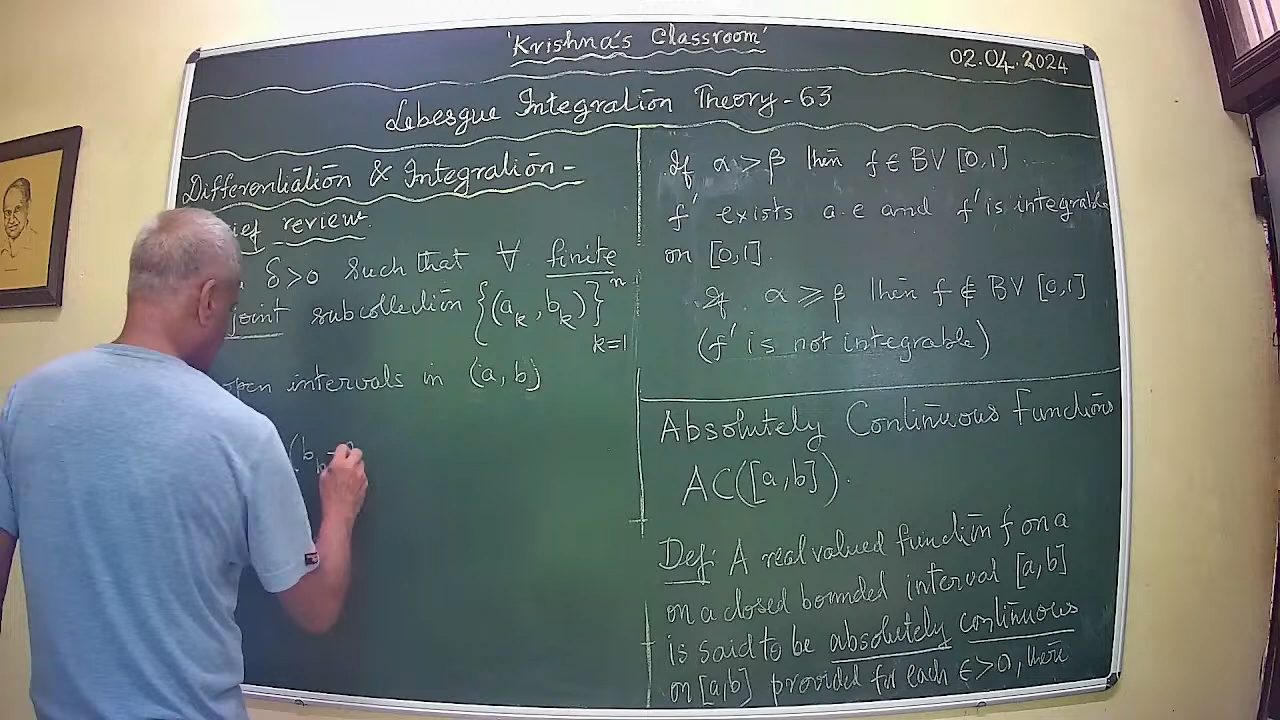 'Krishna's Classroom'
02.04.2024
Lebesgue Integration Theory - 63
Differentiation & Integration -
review.
δ>0 such that ∀ finite
joint subcollection {(a_k, b_k)}^n_{k=1}
open intervals in (a, b)
(b_k -
If α > β then f ∈ BV [0,1] ....
f' exists a.e and f' is integrable
on [0,1].
If α ⩾ β then f ∉ BV [0,1]
(f' is not integrable)
Absolutely Continuous Functions
AC([a,b]).
Def: A real valued function f on a
on a closed bounded interval [a,b]
is said to be absolutely continuous
on [a,b] provided for each ε>0, there